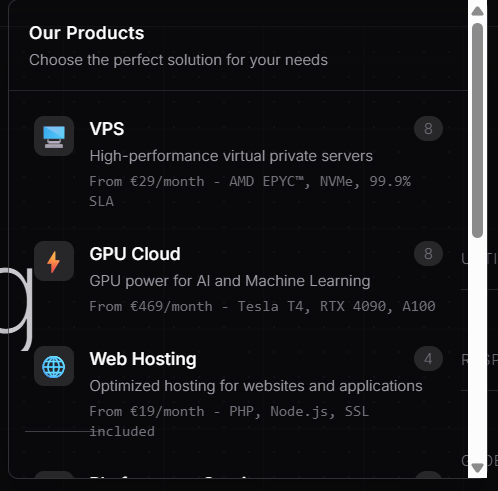 Our Products
Choose the perfect solution for your needs
VPS
8
High-performance virtual private servers
From €29/month - AMD EPYC™, NVMe, 99.9%
SLA
GPU Cloud
8
GPU power for AI and Machine Learning
From €469/month - Tesla T4, RTX 4090, A100
Web Hosting
4
Optimized hosting for websites and applications
From €19/month - PHP, Node.js, SSL
included
g